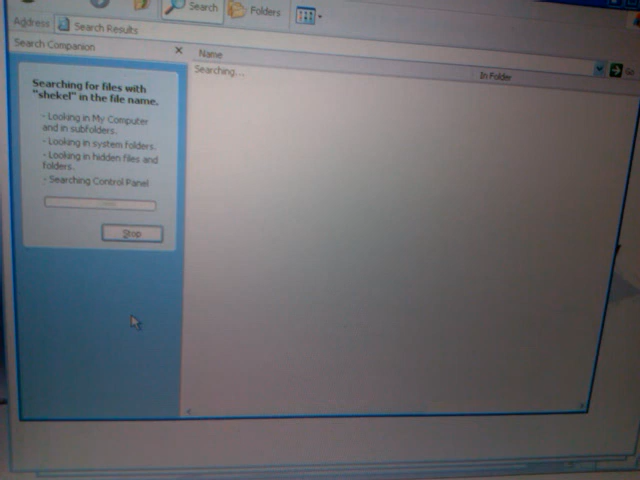 Search
Folders
Address
Search Results
Search Companion
Name
In Folder
Go
Searching...
Searching for files with
"shekel" in the file name.
- Looking in My Computer
and in subfolders.
- Looking in system folders.
- Looking in hidden files and
folders.
- Searching Control Panel
Stop